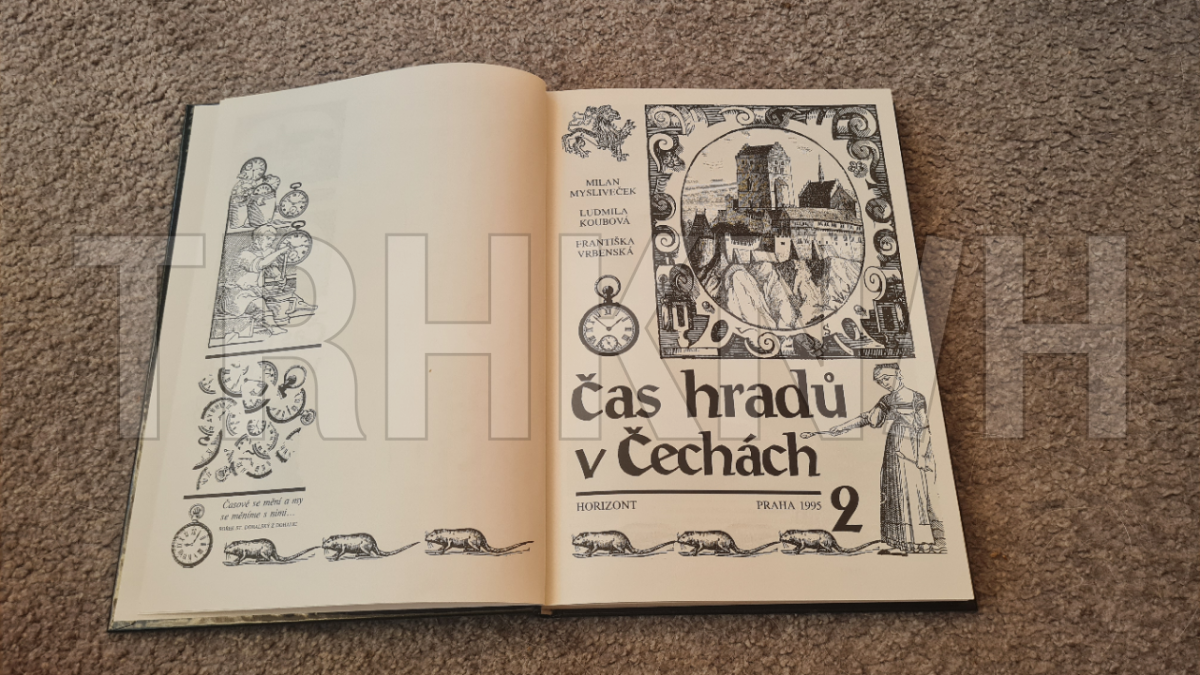 Časové se mění a my
se měníme s nimi...
MILAN
MYSLIVEČEK
LUDMILA
KOUBOVÁ
FRANTIŠKA
VRBENSKÁ
čas hradů
v Čechách
HORIZONT PRAHA 1995
2
TRHKNIH